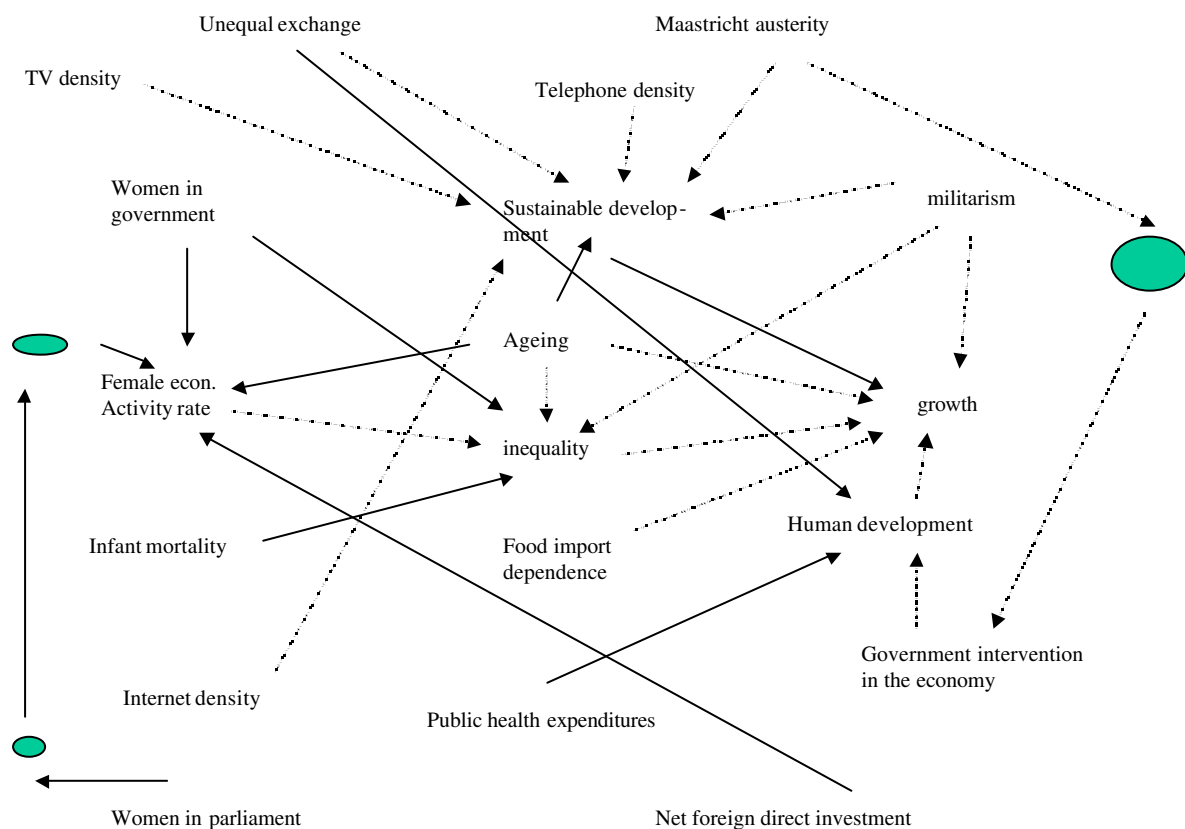 Unequal exchange
Maastricht austerity
TV density
Telephone density
Women in
government
Sustainable develop-
ment
militarism
Ageing
Female econ.
Activity rate
growth
inequality
Human development
Infant mortality
Food import
dependence
Government intervention
in the economy
Internet density
Public health expenditures
Women in parliament
Net foreign direct investment